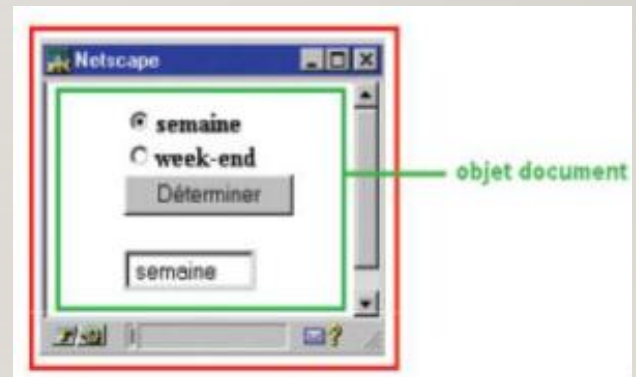 Netscape
semaine
week-end
objet document
Déterminer
semaine